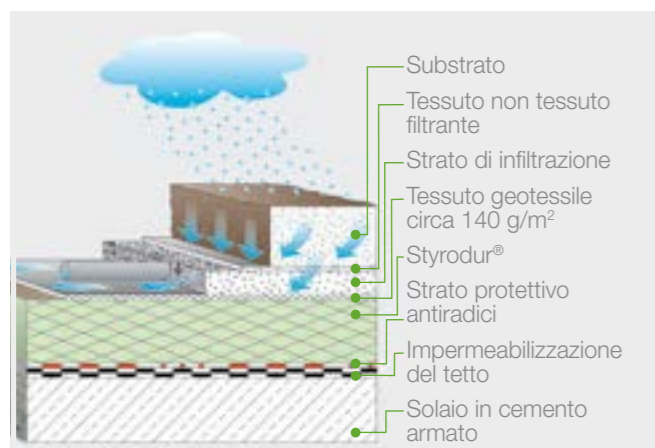 Substrato
Tessuto non tessuto
filtrante
Strato di infiltrazione
Tessuto geotessile
circa 140 g/m²
Styrodur®
Strato protettivo
antiradici
Impermeabilizzazione
del tetto
Solaio in cemento
armato